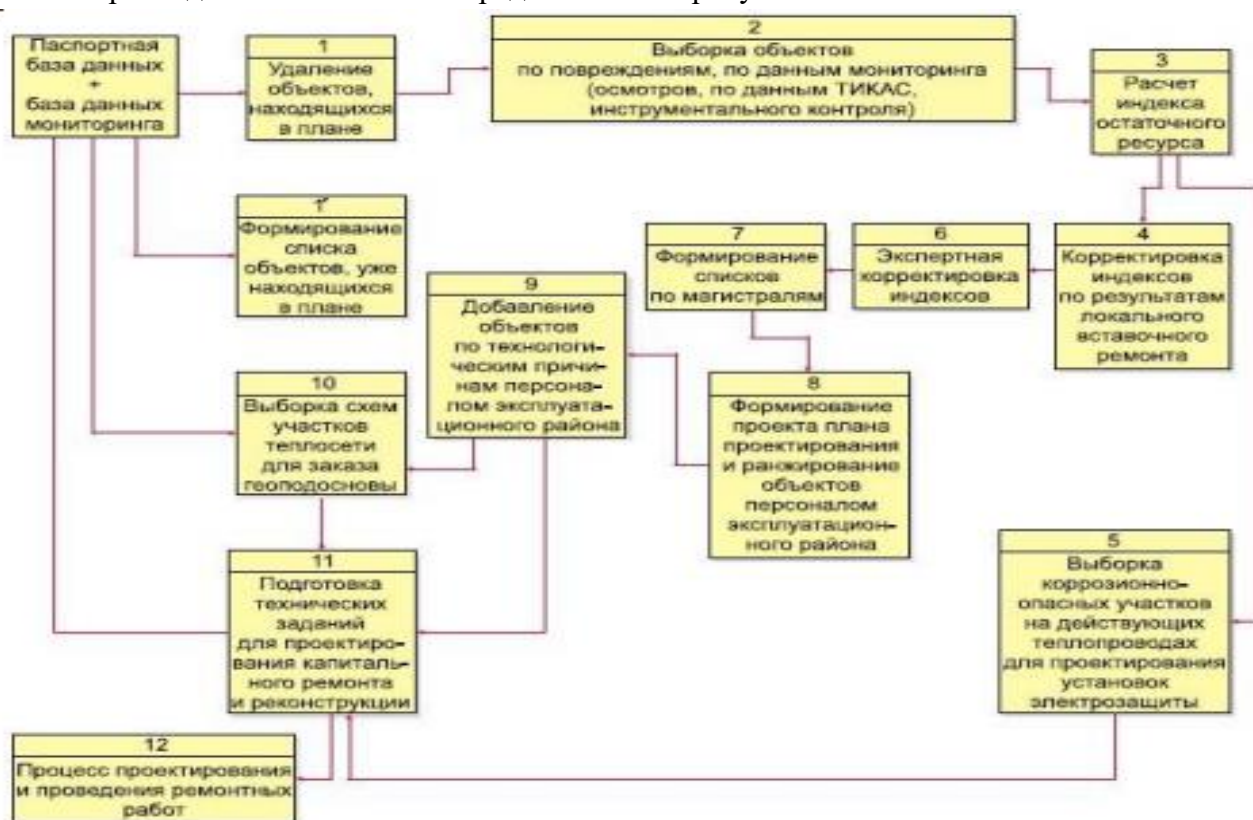 Паспортная
база данных
+
база данных
мониторинга
1
Удаление
объектов,
находящихся
в плане
2
Выборка объектов
по повреждениям, по данным мониторинга
(осмотров, по данным ТИКАС,
инструментального контроля)
3
Расчет
индекса
остаточного
ресурса
1'
Формирование
списка
объектов, уже
находящихся
в плане
9
Добавление
объектов
по технологи-
ческим причи-
нам персона-
лом эксплуата-
ционного района
7
Формирование
списков
по магистралям
6
Экспертная
корректировка
индексов
4
Корректировка
индексов
по результатам
локального
вставочного
ремонта
10
Выборка схем
участков
теплосети
для заказа
геоподосновы
8
Формирование
проекта плана
проектирования
и ранжирование
объектов
персоналом
эксплуатацион-
ного района
11
Подготовка
технических
заданий
для проектиро-
вания капиталь-
ного ремонта
и реконструкции
5
Выборка
коррозионно-
опасных участков
на действующих
теплопроводах
для проектирования
установок
электрозащиты
12
Процесс проектирования
и проведения ремонтных
работ